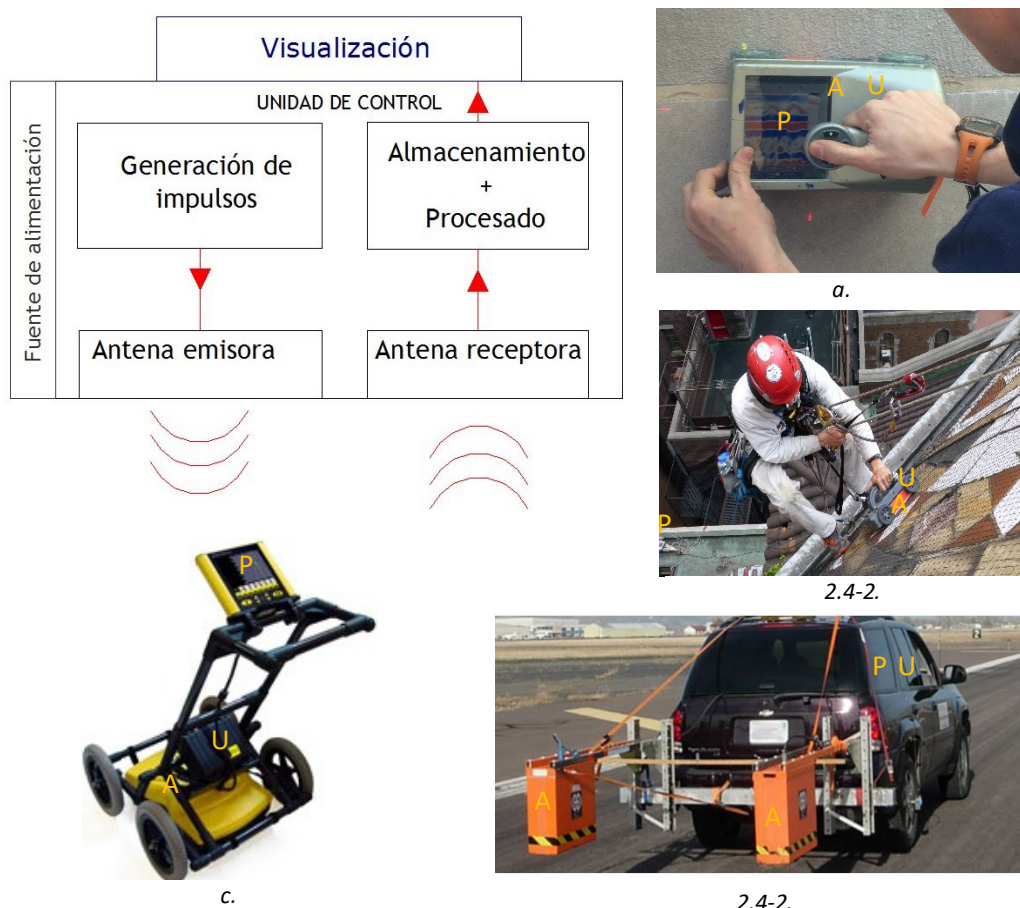 Visualización
Fuente de alimentación
UNIDAD DE CONTROL
Generación de
impulsos
Almacenamiento
+
Procesado
Antena emisora
Antena receptora
P
A
U
a.
U
A
P
2.4-2.
P
U
A
c.
P
U
A
A
2.4-2.